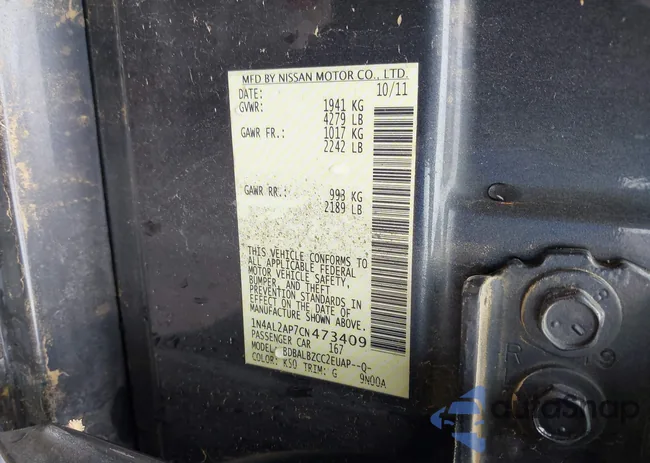 MFD BY NISSAN MOTOR CO., LTD.
DATE: 10/11
GVWR: 1941 KG
4279 LB
GAWR FR.: 1017 KG
2242 LB
GAWR RR.: 993 KG
2189 LB
THIS VEHICLE CONFORMS TO
ALL APPLICABLE FEDERAL
MOTOR VEHICLE SAFETY,
BUMPER, AND THEFT
PREVENTION STANDARDS IN
EFFECT ON THE DATE OF
MANUFACTURE SHOWN ABOVE.
1N4AL2AP7CN473409
PASSENGER CAR 167
MODEL: BDBALBZCC2EUAP--Q-
COLOR: K50 TRIM: G 9N00A
R 9
autoSnap